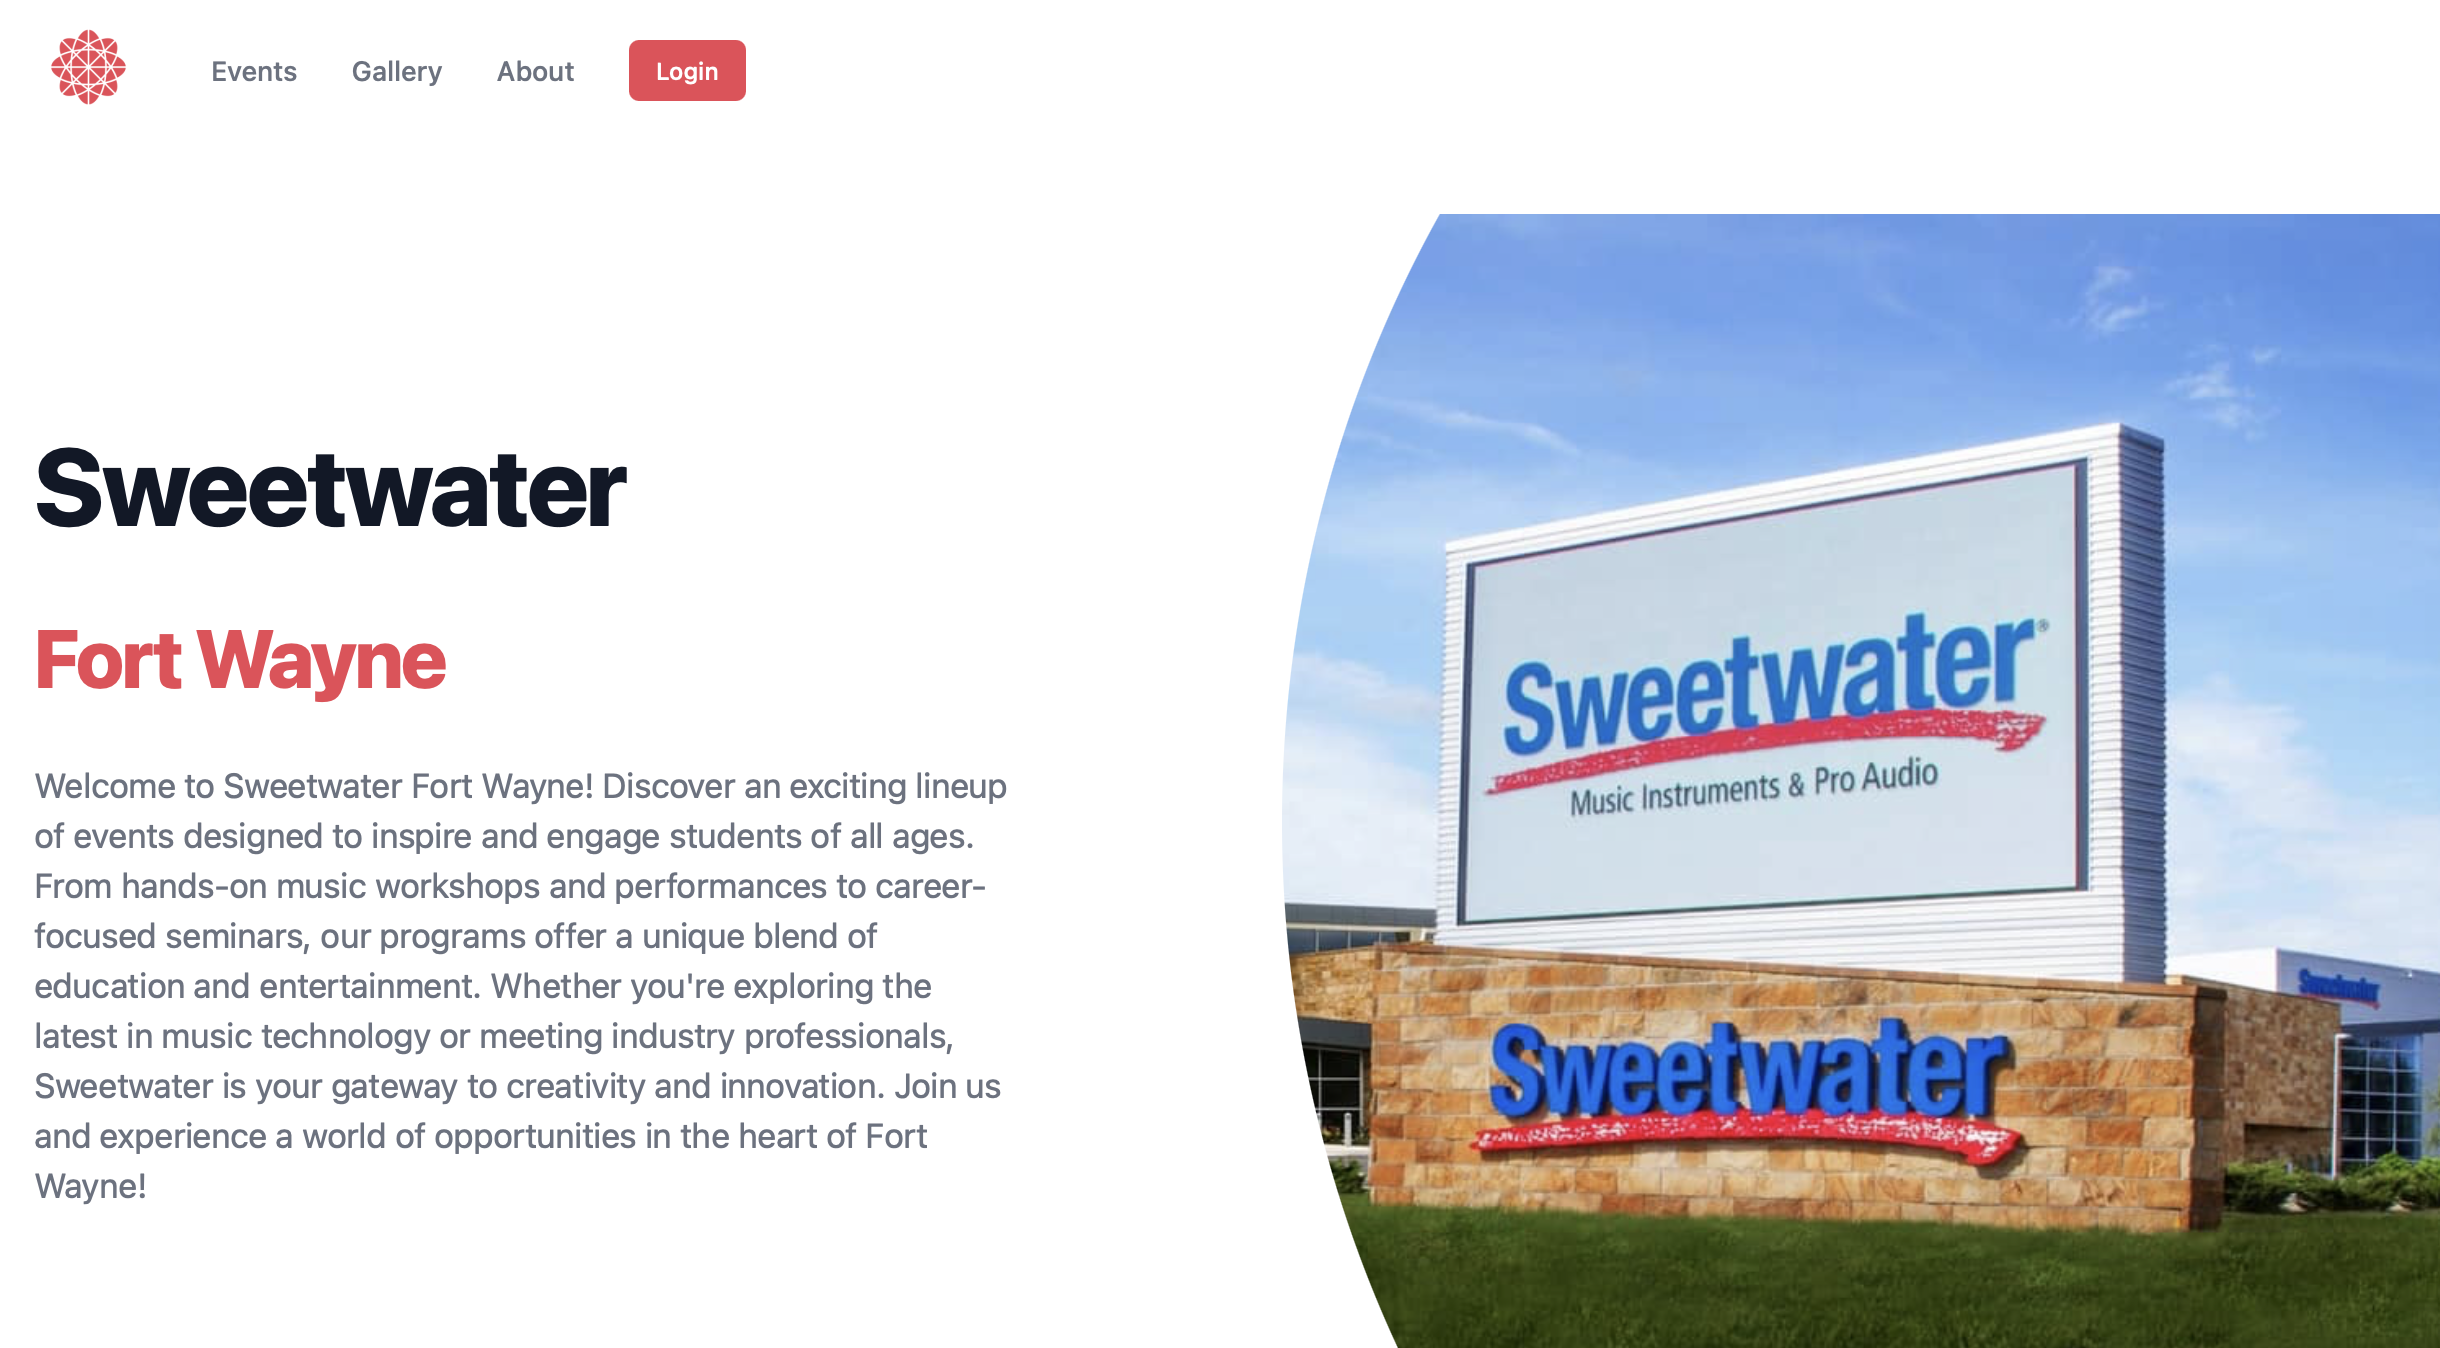 Events Gallery About Login
Sweetwater
Fort Wayne
Welcome to Sweetwater Fort Wayne! Discover an exciting lineup
of events designed to inspire and engage students of all ages.
From hands-on music workshops and performances to career-
focused seminars, our programs offer a unique blend of
education and entertainment. Whether you're exploring the
latest in music technology or meeting industry professionals,
Sweetwater is your gateway to creativity and innovation. Join us
and experience a world of opportunities in the heart of Fort
Wayne!
Sweetwater®
Music Instruments & Pro Audio
Sweetwater
Sweetwater